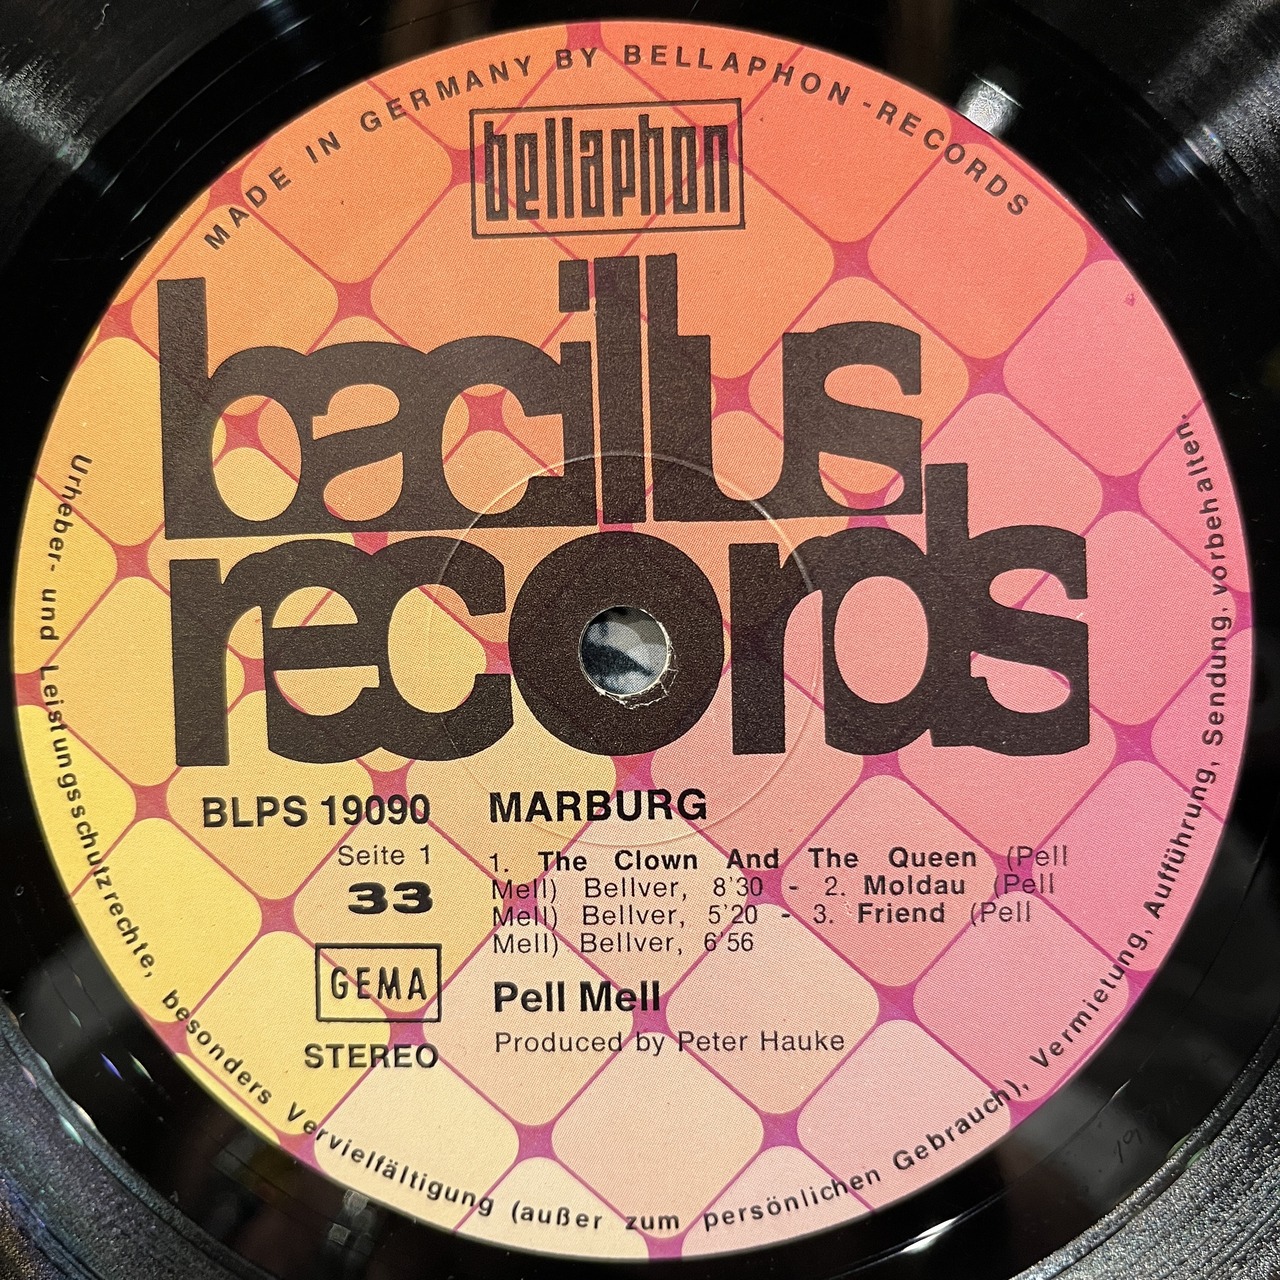 MADE IN GERMANY BY BELLAPHON-RECORDS
bellaphon
bacillus
records
BLPS 19090
MARBURG
Seite 1
33
GEMA
STEREO
1. The Clown And The Queen (Pell
Mell) Bellver, 8'30 - 2. Moldau (Pell
Mell) Bellver, 5'20 - 3. Friend (Pell
Mell) Bellver, 6'56
Pell Mell
Produced by Peter Hauke
Urheber- und Leistungsschutzrechte, besonders Vervielfältigung (außer zum persönlichen Gebrauch), Vermietung, Aufführung, Sendung, vorbehalten.